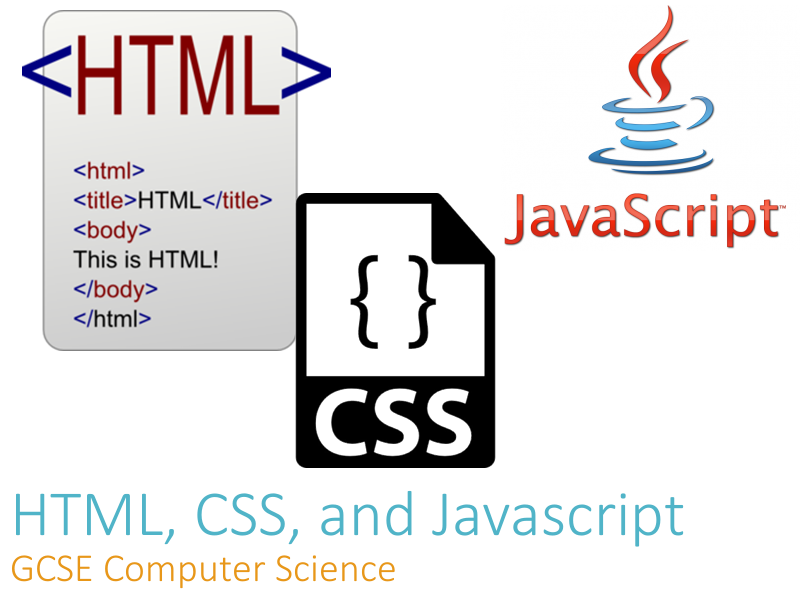 <HTML>
<html>
<title>HTML</title>
<body>
This is HTML!
</body>
</html>
JavaScript™
{ }
CSS
HTML, CSS, and Javascript
GCSE Computer Science